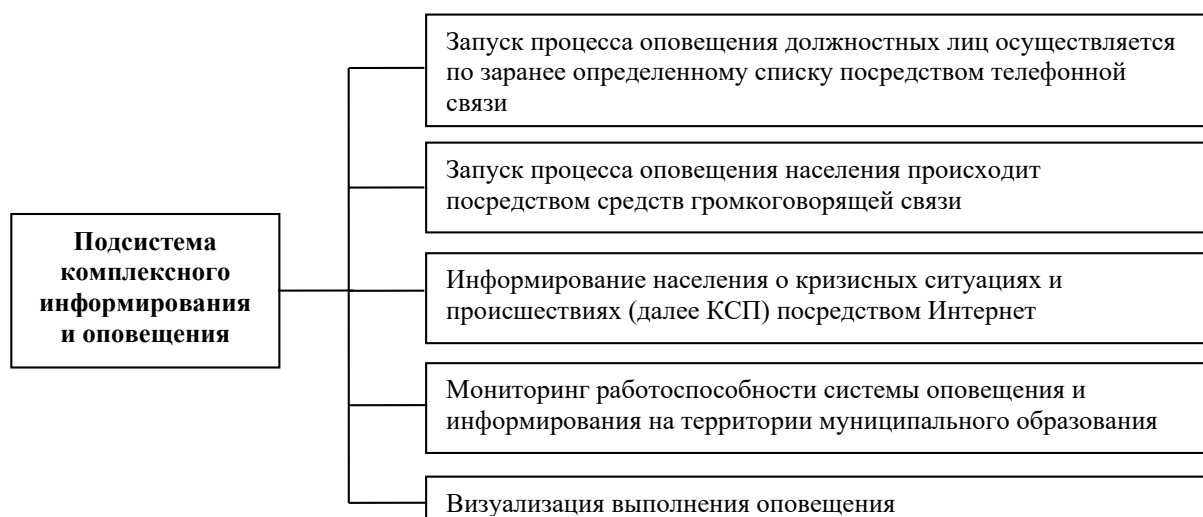 Запуск процесса оповещения должностных лиц осуществляется
по заранее определенному списку посредством телефонной
связи
Запуск процесса оповещения населения происходит
посредством средств громкоговорящей связи
Подсистема
комплексного
информирования
и оповещения
Информирование населения о кризисных ситуациях и
происшествиях (далее КСП) посредством Интернет
Мониторинг работоспособности системы оповещения и
информирования на территории муниципального образования
Визуализация выполнения оповещения